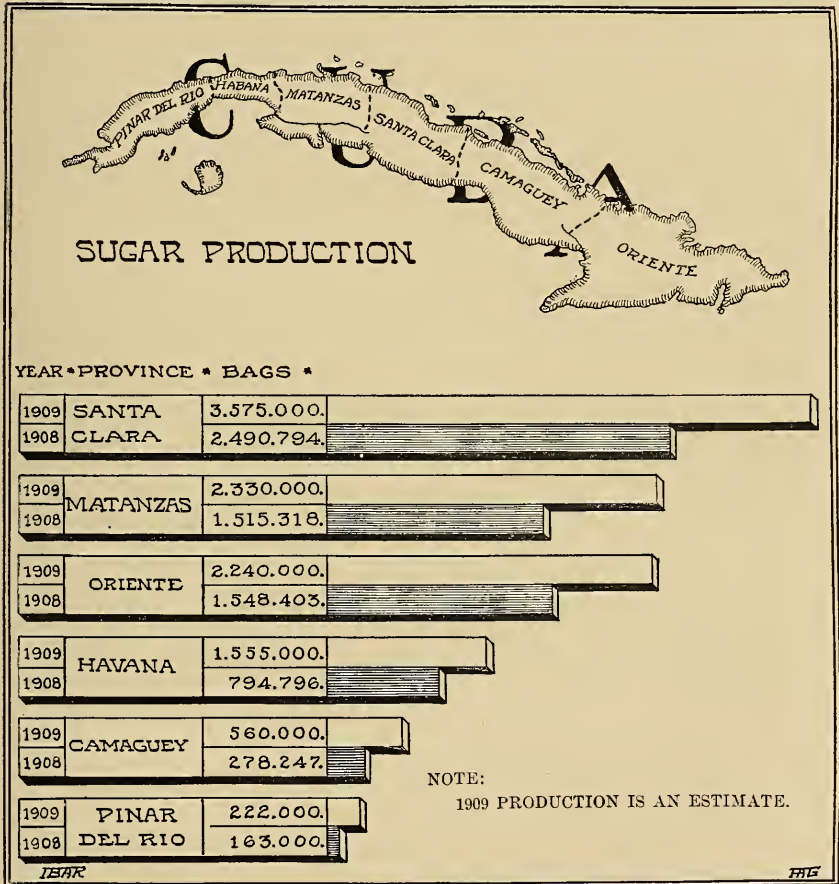 CUBA
PINAR DEL RIO
HABANA
MATANZAS
SANTA CLARA
CAMAGUEY
ORIENTE
SUGAR PRODUCTION
YEAR * PROVINCE * BAGS *
1909 SANTA 3.575.000.
1908 CLARA 2.490.794.
1909 MATANZAS 2.330.000.
1908 1.515.318.
1909 ORIENTE 2.240.000.
1908 1.548.403.
1909 HAVANA 1.555.000.
1908 794.796.
1909 CAMAGUEY 560.000.
1908 278.247.
NOTE:
1909 PRODUCTION IS AN ESTIMATE.
1909 PINAR 222.000.
1908 DEL RIO 163.000.
IBAR